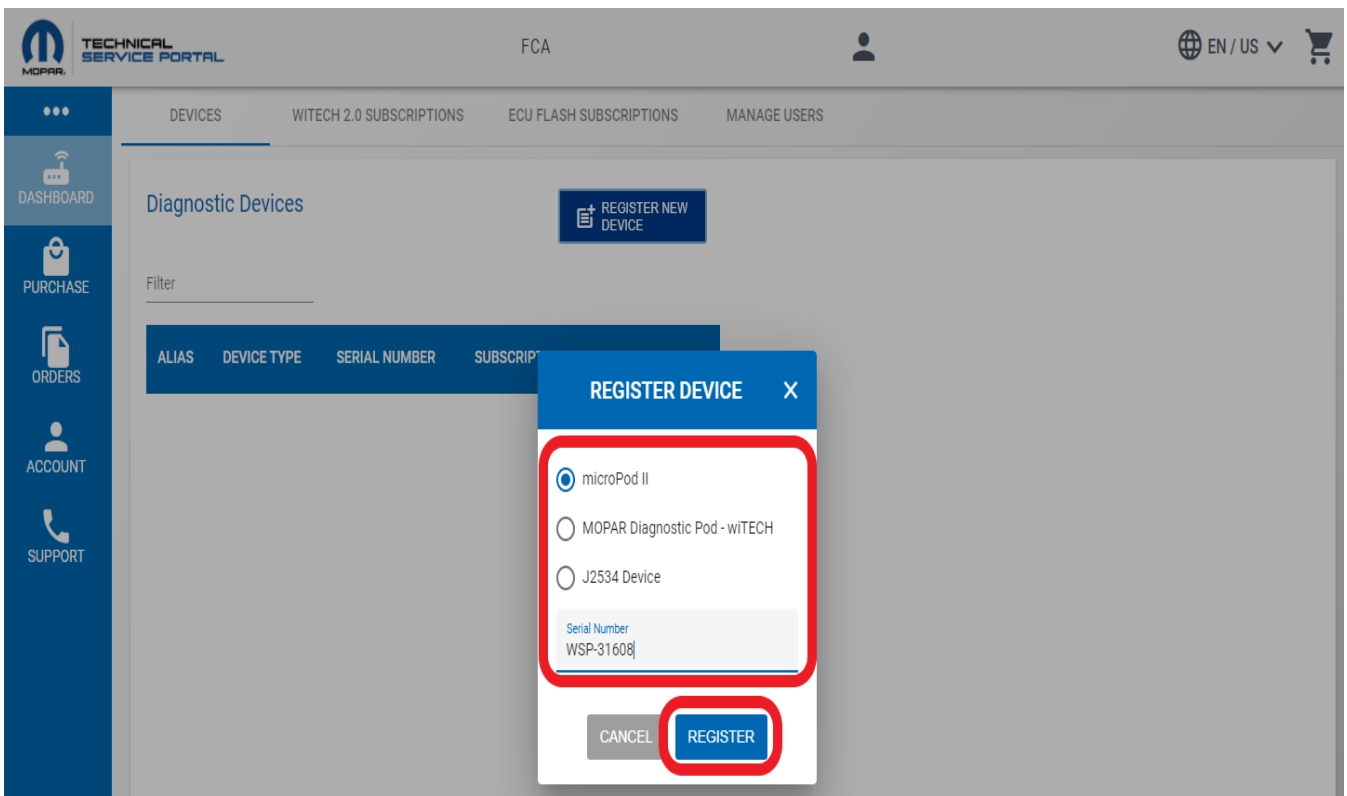 MOPAR.
TECHNICAL
SERVICE PORTAL
FCA
EN / US
DEVICES
WITECH 2.0 SUBSCRIPTIONS
ECU FLASH SUBSCRIPTIONS
MANAGE USERS
DASHBOARD
PURCHASE
ORDERS
ACCOUNT
SUPPORT
Diagnostic Devices
REGISTER NEW
DEVICE
Filter
ALIAS
DEVICE TYPE
SERIAL NUMBER
SUBSCRIPT
REGISTER DEVICE X
microPod II
MOPAR Diagnostic Pod - wiTECH
J2534 Device
Serial Number
WSP-31608
CANCEL
REGISTER